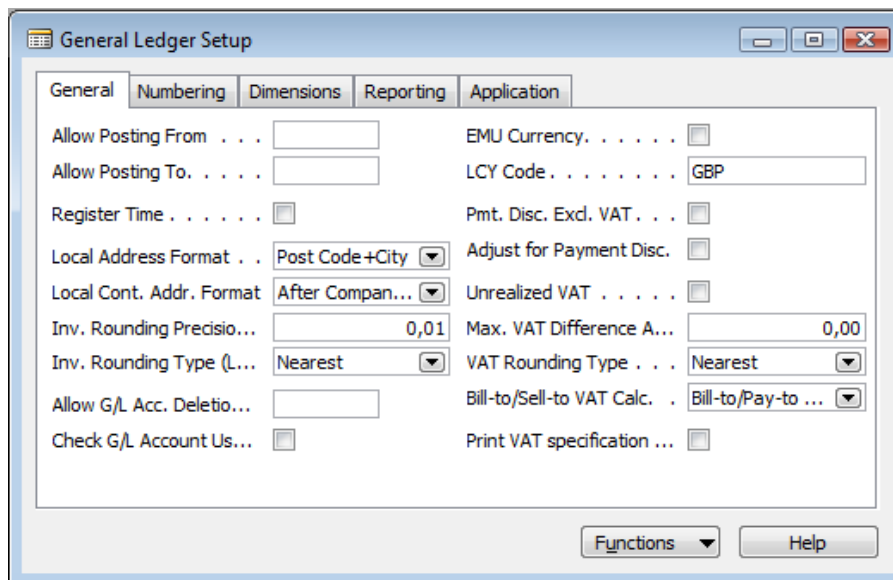 General Ledger Setup
General Numbering Dimensions Reporting Application
Allow Posting From . . .
Allow Posting To. . . . .
Register Time . . . . . .
Local Address Format . . Post Code+City
Local Cont. Addr. Format After Compan...
Inv. Rounding Precisio... 0,01
Inv. Rounding Type (L... Nearest
Allow G/L Acc. Deletio...
Check G/L Account Us...
EMU Currency. . . . . .
LCY Code . . . . . . . . GBP
Pmt. Disc. Excl. VAT . . .
Adjust for Payment Disc.
Unrealized VAT . . . . .
Max. VAT Difference A... 0,00
VAT Rounding Type . . . Nearest
Bill-to/Sell-to VAT Calc. . Bill-to/Pay-to ...
Print VAT specification ...
Functions Help